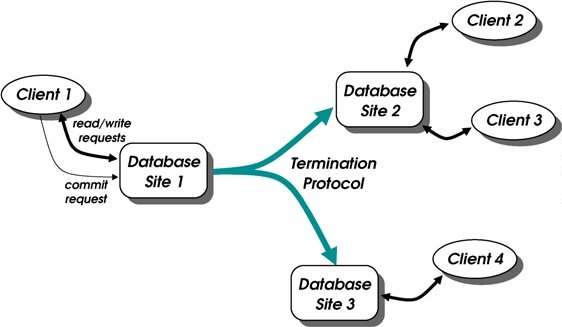 Client 1
read/write
requests
commit
request
Database
Site 1
Termination
Protocol
Database
Site 2
Client 2
Client 3
Database
Site 3
Client 4